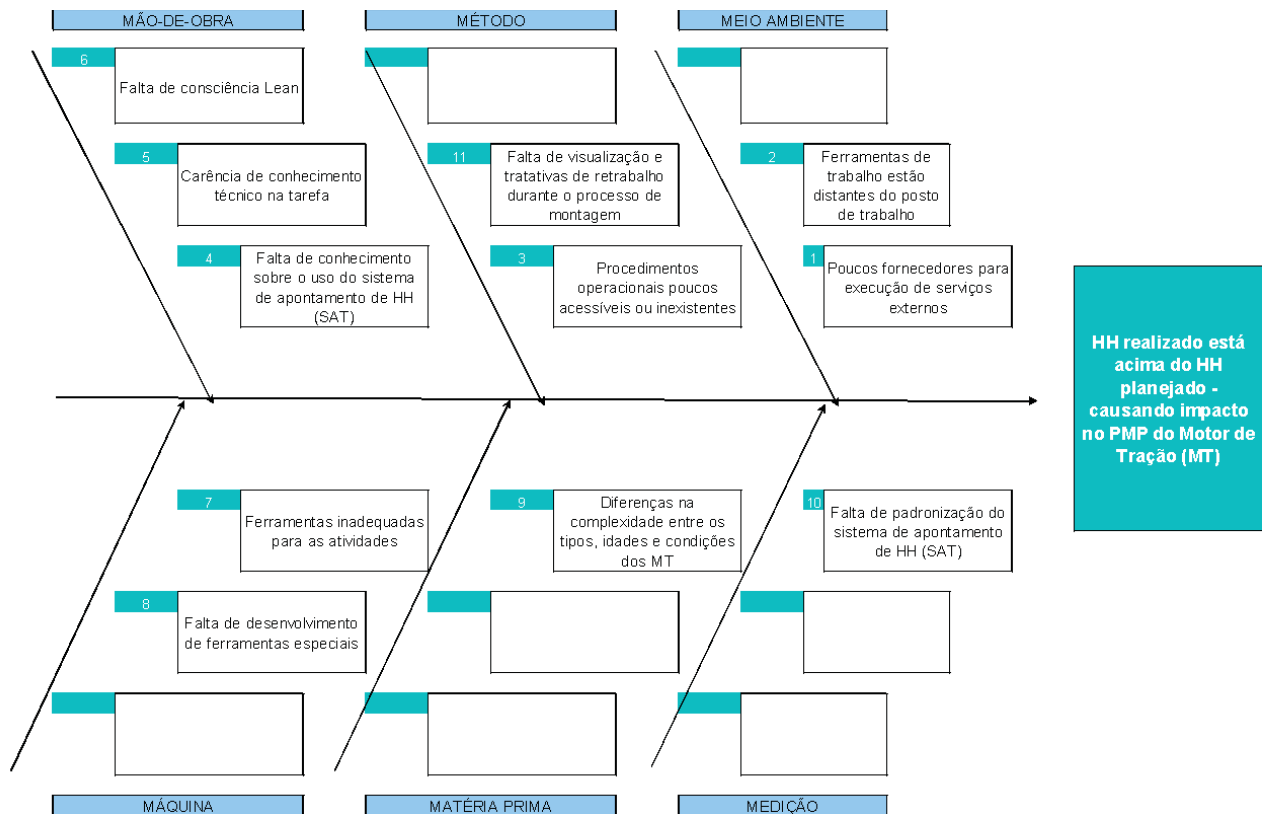 MÃO-DE-OBRA
MÉTODO
MEIO AMBIENTE
6
Falta de consciência Lean
5
Carência de conhecimento
técnico na tarefa
11
Falta de visualização e
tratativas de retrabalho
durante o processo de
montagem
2
Ferramentas de
trabalho estão
distantes do posto
de trabalho
4
Falta de conhecimento
sobre o uso do sistema
de apontamento de HH
(SAT)
3
Procedimentos
operacionais poucos
acessíveis ou inexistentes
1
Poucos fornecedores para
execução de serviços
externos
HH realizado está
acima do HH
planejado -
causando impacto
no PMP do Motor de
Tração (MT)
7
Ferramentas inadequadas
para as atividades
9
Diferenças na
complexidade entre os
tipos, idades e condições
dos MT
10
Falta de padronização do
sistema de apontamento
de HH (SAT)
8
Falta de desenvolvimento
de ferramentas especiais
MÁQUINA
MATÉRIA PRIMA
MEDIÇÃO